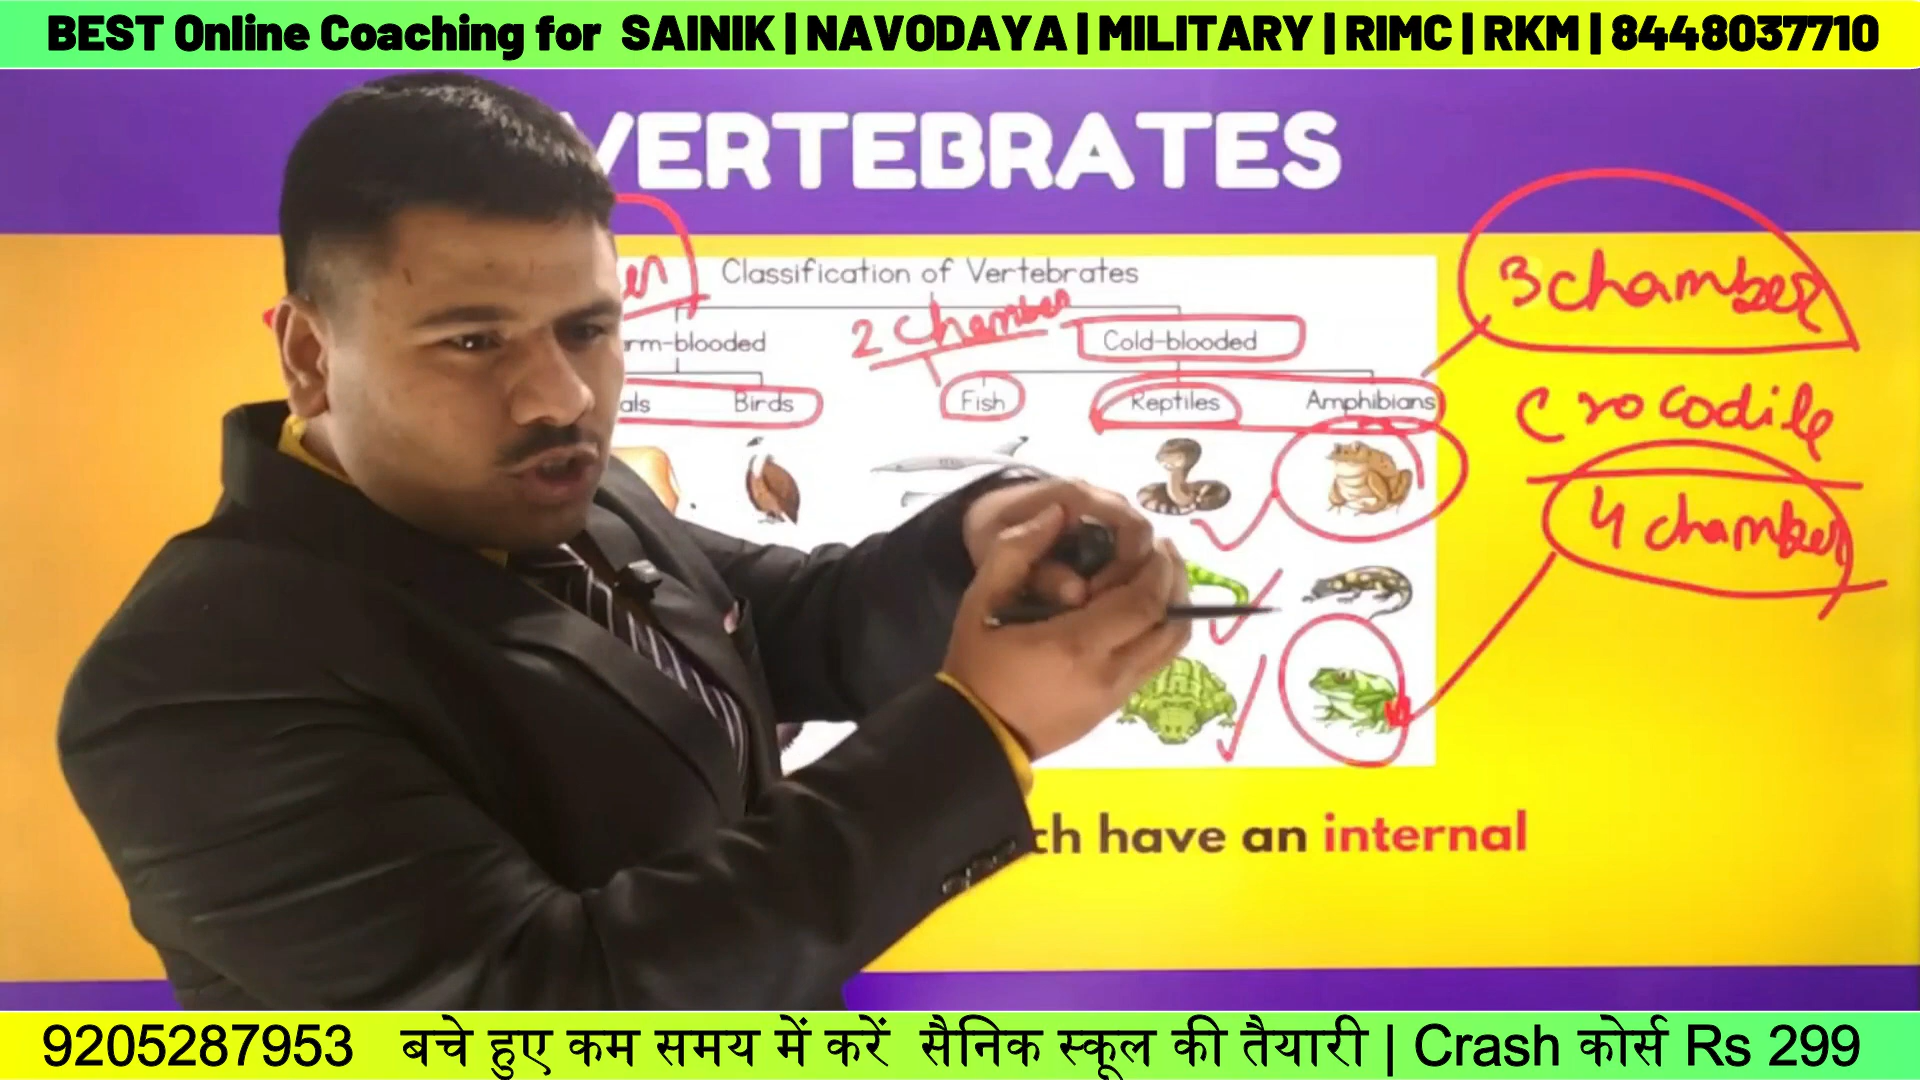 BEST Online Coaching for SAINIK | NAVODAYA | MILITARY | RIMC | RKM | 8448037710
VERTEBRATES
Classification of Vertebrates
3 chamber
2 Chamber
Cold-blooded
Birds
Fish
Reptiles
Amphibians
Crocodile
4 chamber
have an internal
9205287953 बचे हुए कम समय में करें सैनिक स्कूल की तैयारी | Crash कोर्स Rs 299